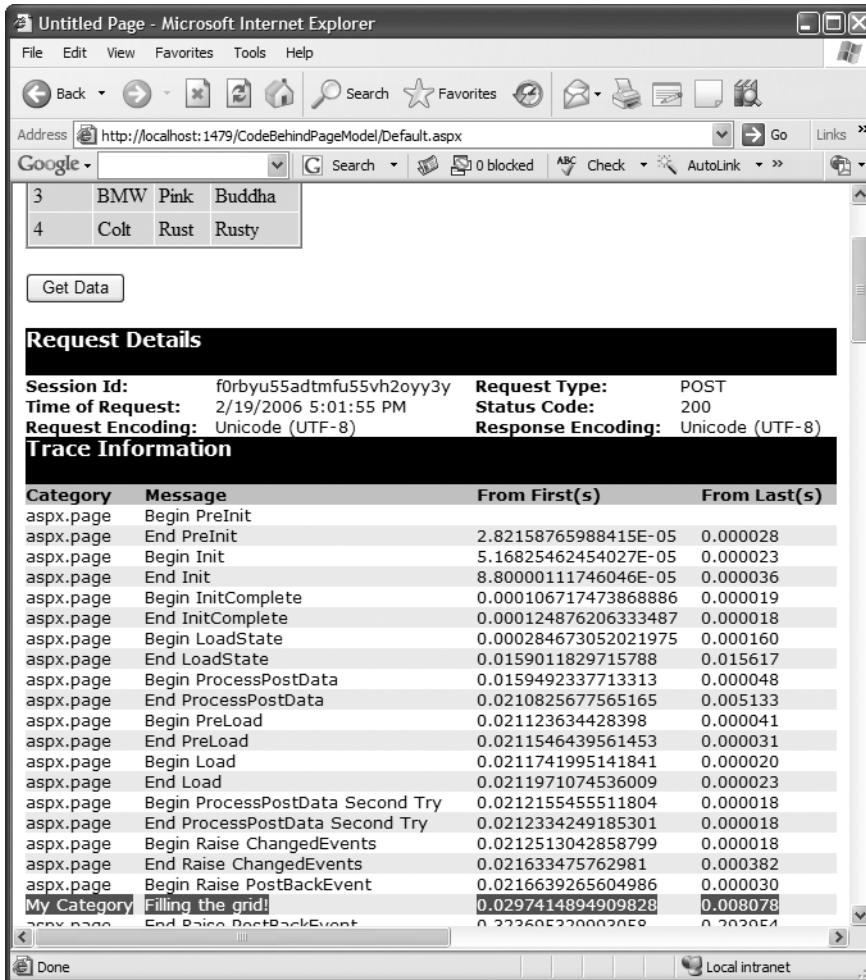 Untitled Page - Microsoft Internet Explorer
File Edit View Favorites Tools Help
Back Search Favorites
Address http://localhost:1479/CodeBehindPageModel/Default.aspx Go Links »
Google Search 0 blocked ABC Check AutoLink »
3 BMW Pink Buddha
4 Colt Rust Rusty
Get Data
Request Details
Session Id: f0rbyu55adtmfu55vh2oyy3y Request Type: POST
Time of Request: 2/19/2006 5:01:55 PM Status Code: 200
Request Encoding: Unicode (UTF-8) Response Encoding: Unicode (UTF-8)
Trace Information
Category Message From First(s) From Last(s)
aspx.page Begin PreInit
aspx.page End PreInit 2.82158765988415E-05 0.000028
aspx.page Begin Init 5.16825462454027E-05 0.000023
aspx.page End Init 8.80000111746046E-05 0.000036
aspx.page Begin InitComplete 0.000106717473868886 0.000019
aspx.page End InitComplete 0.000124876206333487 0.000018
aspx.page Begin LoadState 0.000284673052021975 0.000160
aspx.page End LoadState 0.0159011829715788 0.015617
aspx.page Begin ProcessPostData 0.0159492337713313 0.000048
aspx.page End ProcessPostData 0.0210825677565165 0.005133
aspx.page Begin PreLoad 0.021123634428398 0.000041
aspx.page End PreLoad 0.0211546439561453 0.000031
aspx.page Begin Load 0.0211741995141841 0.000020
aspx.page End Load 0.0211971074536009 0.000023
aspx.page Begin ProcessPostData Second Try 0.0212155455511804 0.000018
aspx.page End ProcessPostData Second Try 0.0212334249185301 0.000018
aspx.page Begin Raise ChangedEvents 0.0212513042858799 0.000018
aspx.page End Raise ChangedEvents 0.021633475762981 0.000382
aspx.page Begin Raise PostBackEvent 0.0216639265604986 0.000030
My Category Filling the grid! 0.0297414894909828 0.008078
aspx.page End Raise PostBackEvent 0.323695229993058 0.293954
Done Local intranet